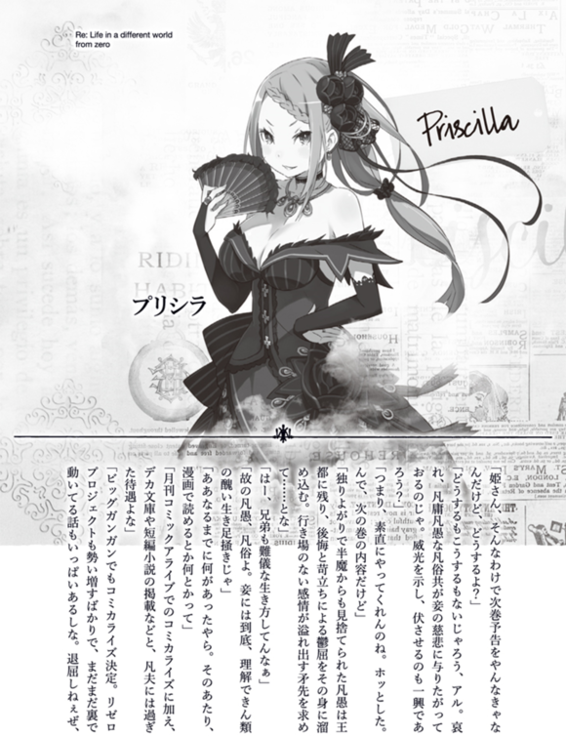 Re: Life in a different world
from zero
Priscilla
プリシラ
「姫さん、そんなわけで次巻予告をやんなきゃな
んだけど、どうするよ？」
「どうするもこうするもないじゃろう、アル。哀
れ、凡庸凡愚な凡俗共が妾の慈悲に与りたがって
おるのじゃ。威光を示し、伏させるのも一興であ
ろう？」
「つまり、素直にやってくれんのね。ホッとした。
んで、次の巻の内容だけど」
「独りよがりで半魔からも見捨てられた凡愚は王
都に残り、後悔と苛立ちによる鬱屈をその身に溜
め込む。行き場のない感情が溢れ出す矛先を求め
て……とな」
「はー、兄弟も難儀な生き方してんなぁ」
「故の凡愚、凡俗よ。妾には到底、理解できん類
の醜い生き足掻きじゃ」
「ああなるまでに何があったやら。そのあたり、
漫画で読めるとか何とかって」
「月刊コミックアライブでのコミカライズに加え、
デカ文庫や短編小説の掲載などと、凡夫には過ぎ
た待遇よな」
「ビッグガンガンでもコミカライズ決定。リゼロ
プロジェクトも勢い増すばかりで、まだまだ裏で
動いてる話もいっぱいあるしな。退屈しねぇぜ、